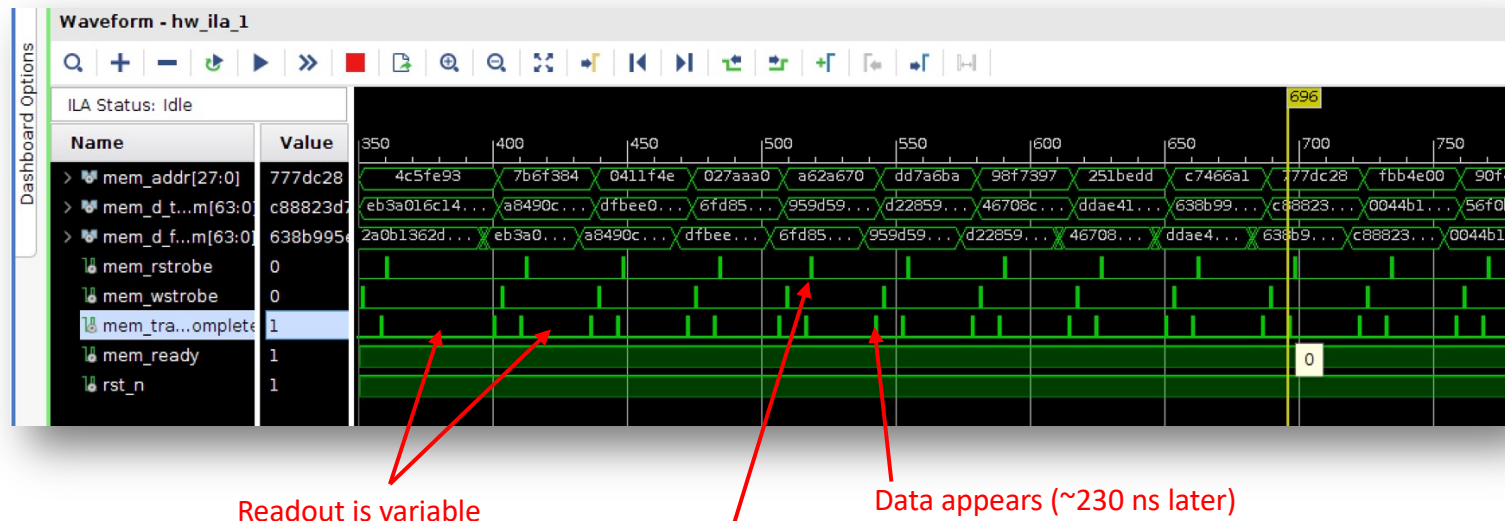 Dashboard Options
Waveform - hw_ila_1
ILA Status: Idle
696
Name Value 350 400 450 500 550 600 650 700 750
mem_addr[27:0] 777dc28 4c5fe93 7b6f384 0411f4e 027aaa0 a62a670 dd7a6ba 98f7397 251bedd c7466a1 777dc28 fbb4e00 90f
mem_d_t...m[63:0] c88823d7 eb3a016c14... a8490c... dfbee0... 6fd85... 959d59... d22859... 46708c... ddae41... 638b99... c88823... 0044b1... 56f0
mem_d_f...m[63:0] 638b995e 2a0b1362d... eb3a0... a8490c... dfbee... 6fd85... 959d59... d22859... 46708... ddae4... 638b9... c88823... 0044b1
mem_rstrobe 0
mem_wstrobe 0
mem_tra...omplete 1
mem_ready 1
0
rst_n 1
Readout is variable
Data appears (~230 ns later)